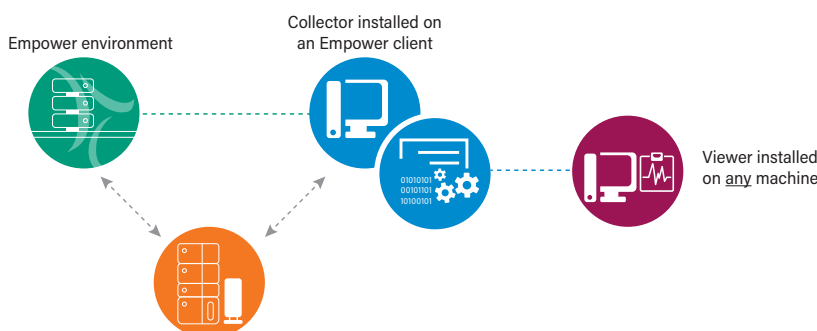 Collector installed on
an Empower client
Empower environment
01010101
00101101
10100101
Viewer installed
on any machine